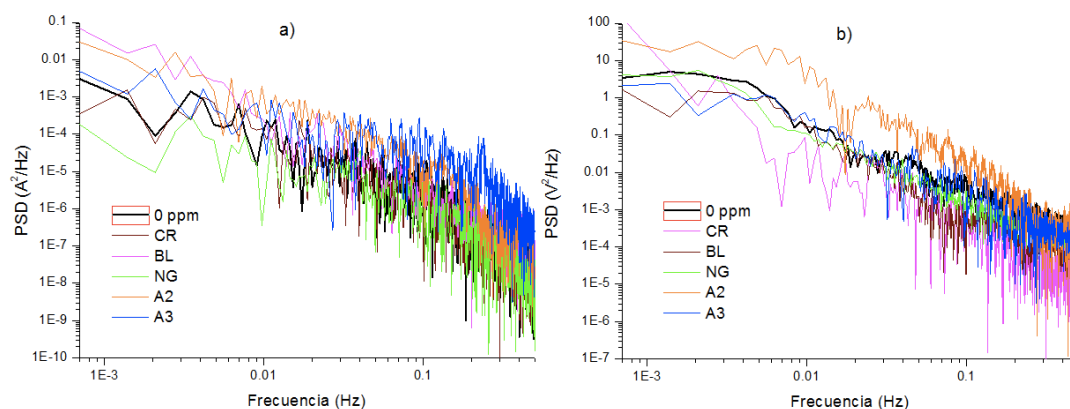 a)
PSD (A²/Hz)
0.1
0.01
1E-3
1E-4
1E-5
1E-6
1E-7
1E-8
1E-9
1E-10
0 ppm
CR
BL
NG
A2
A3
1E-3
0.01
0.1
Frecuencia (Hz)
b)
PSD (V²/Hz)
100
10
1
0.1
0.01
1E-3
1E-4
1E-5
1E-6
1E-7
0 ppm
CR
BL
NG
A2
A3
1E-3
0.01
0.1
Frecuencia (Hz)